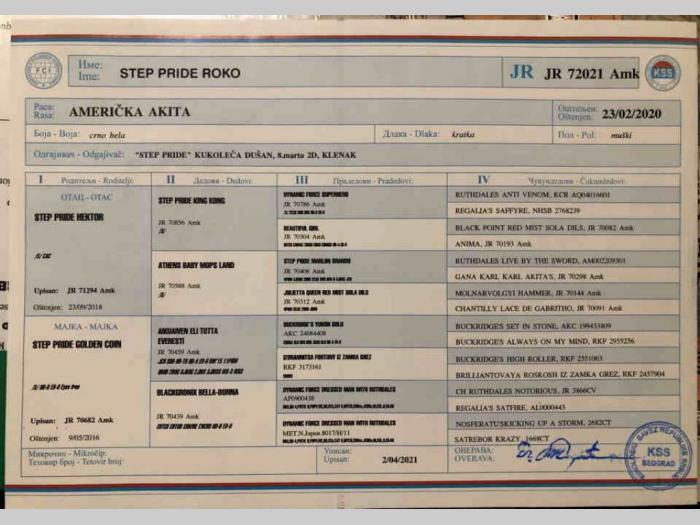 Име:
Ime:
STEP PRIDE ROKO
JR JR 72021 Amk
KSS
F C I
Раса:
Rasa:
AMERIČKA AKITA
Оштењен:
Oštenjen:
23/02/2020
Боја - Boja: crno bela
Длака - Dlaka: kratka
Пол - Pol: muški
Одгајивач - Odgajivač: "STEP PRIDE" KUKOLEČA DUŠAN, 8.marta 2D, KLENAK
I Родитељи - Roditelji
II Дедови - Dedovi:
III Прадедови - Pradedovi:
IV Чукундедови - Čukundedovi:
ОТАЦ - OTAC
STEP PRIDE HEKTOR
Upisan: JR 71294 Amk
Oštenjen: 23/09/2018
МАЈКА - MAJKA
STEP PRIDE GOLDEN COIN
Upisan: JR 70682 Amk
Oštenjen: 9/05/2016
STEP PRIDE KING KONG
JR 70856 Amk
ATHENS BABY MOPS LAND
JR 70588 Amk
EVERESTI
JR 70459 Amk
BLACKGRONIX BELLA-DONNA
JR 70439 Amk
DYNAMIC FORCE SUPERHERO
JR 70786 Amk
BEAUTIFUL GIRL
JR 70304 Amk
STEP PRIDE MARLON BRANDO
JR 70406 Amk
JULIETTA QUEEN RED MIST SOLA DILS
JR 70312 Amk
BUCKRIDGE'S YUKON GOLD
AKC 24684408
IZ ZAMKA GREZ
RKF 3173161
DYNAMIC FORCE DRESSED MAN WITH RUTHDALES
AP0900438
DYNAMIC FORCE DRESSED MAN WITH RUTHDALES
MET.N.Japan.8017/H/11
RUTHDALES ANTI VENOM, KCR AQ04016601
REGALIA'S SAFFYRE, NHSB 2768239
BLACK POINT RED MIST SOLA DILS, JR 70082 Amk
ANIMA, JR 70193 Amk
RUTHDALES LIVE BY THE SWORD, AM002209301
GANA KARL KARL AKITA'S, JR 70298 Amk
MOLNARVOLGYI HAMMER, JR 70144 Amk
CHANTILLY LACE DE GABRITHO, JR 70091 Amk
BUCKRIDGE'S SET IN STONE, AKC 199433809
BUCKRIDGE'S ALWAYS ON MY MIND, RKF 2955256
BUCKRIDGE'S HIGH ROLLER, RKF 2551063
BRILLIANTOVAYA ROSKOSH IZ ZAMKA GREZ, RKF 2457904
CH RUTHDALES NOTORIOUS, JR 5866CV
REGALIA'S SATFIRE, AU000443
NOSFERATU'SKICKING UP A STORM, 2682CT
SATREBOR KRAZY, 1668CT
Микрочип - Mikročip:
Тетовир број - Tetovir broj:
Уписан:
Upisan:
2/04/2021
ОВЕРАВА:
OVERAVA:
KSS
BEOGRAD